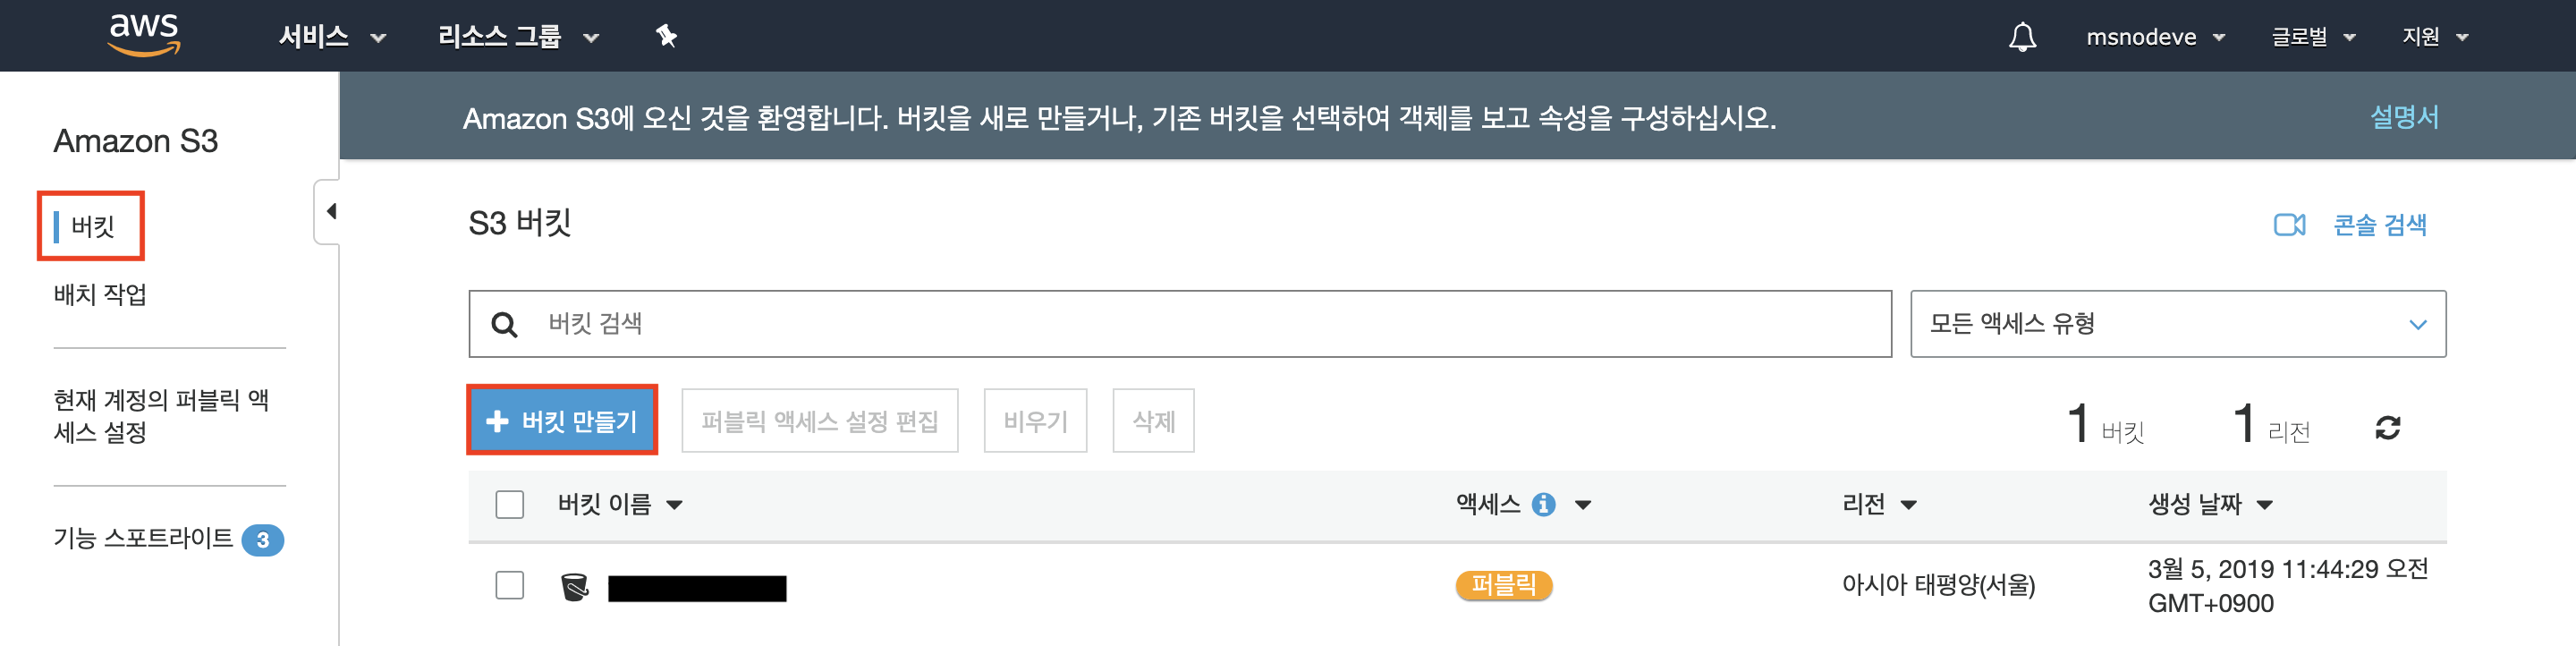 aws 서비스 리소스 그룹 msnodeve 글로벌 지원
Amazon S3에 오신 것을 환영합니다. 버킷을 새로 만들거나, 기존 버킷을 선택하여 객체를 보고 속성을 구성하십시오. 설명서
Amazon S3
버킷
배치 작업
현재 계정의 퍼블릭 액
세스 설정
기능 스포트라이트 3
S3 버킷 콘솔 검색
버킷 검색 모든 액세스 유형
버킷 만들기 퍼블릭 액세스 설정 편집 비우기 삭제 1 버킷 1 리전
버킷 이름 액세스 리전 생성 날짜
퍼블릭 아시아 태평양(서울) 3월 5, 2019 11:44:29 오전
GMT+0900